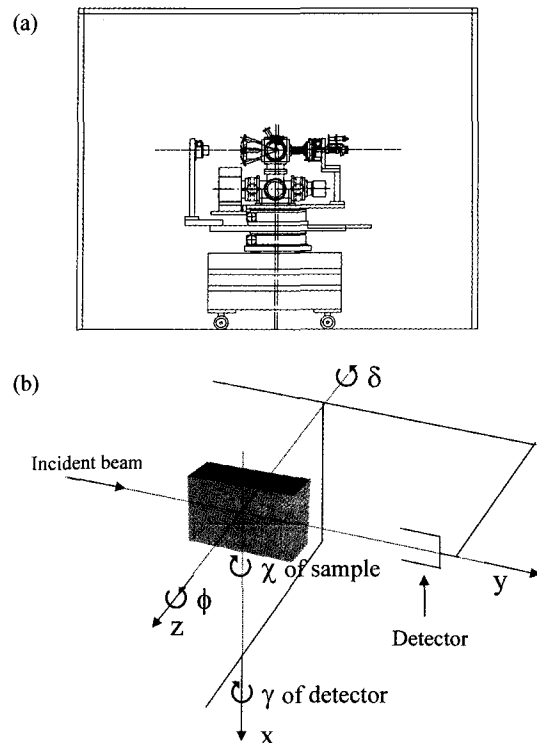 (a)
(b)
δ
Incident beam
χ of sample
y
ϕ
z
Detector
γ of detector
x